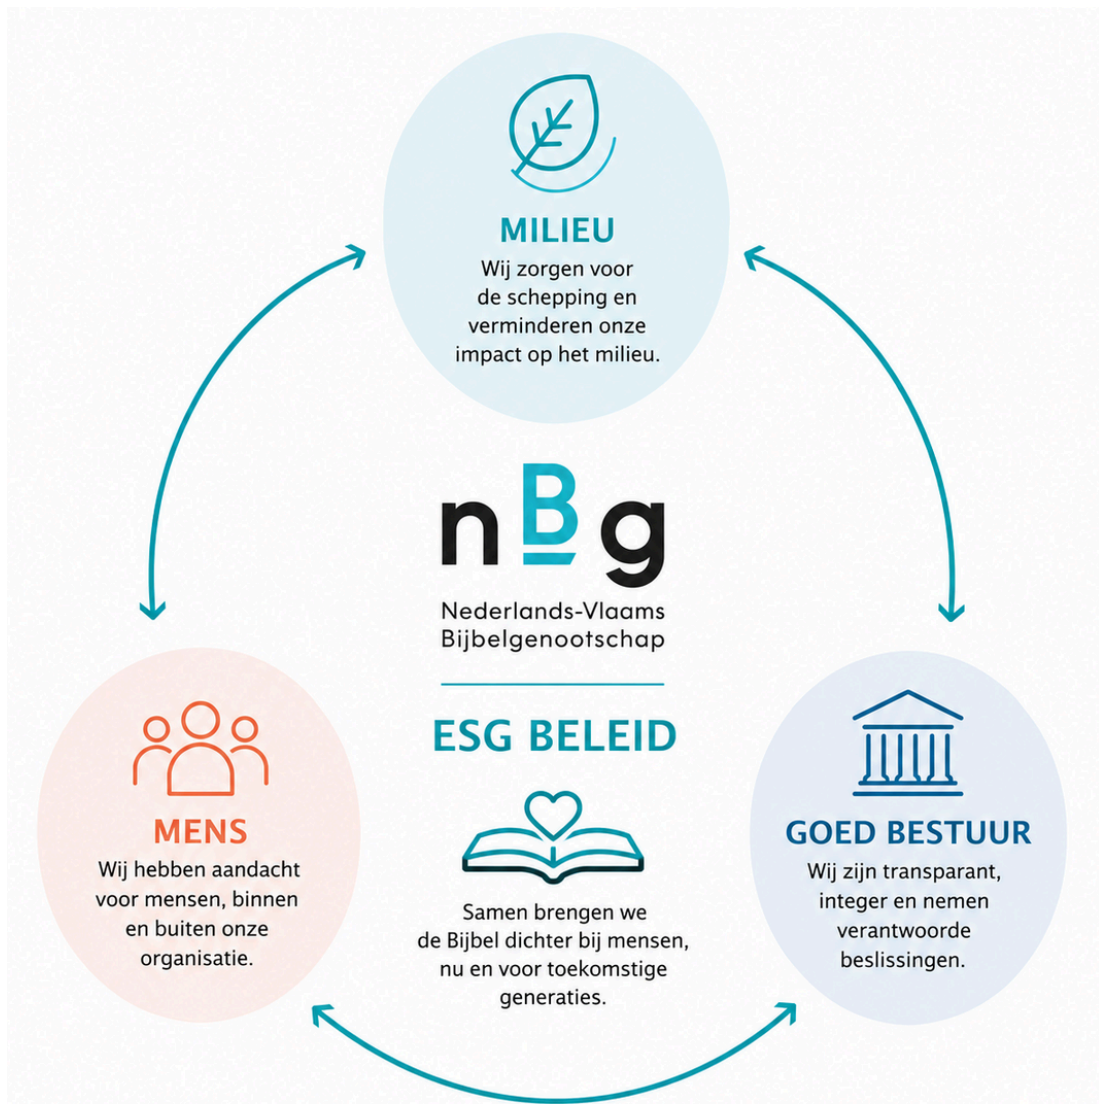 MILIEU
Wij zorgen voor
de schepping en
verminderen onze
impact op het milieu.
nBg
Nederlands-Vlaams
Bijbelgenootschap
ESG BELEID
Samen brengen we
de Bijbel dichter bij mensen,
nu en voor toekomstige
generaties.
MENS
Wij hebben aandacht
voor mensen, binnen
en buiten onze
organisatie.
GOED BESTUUR
Wij zijn transparant,
integer en nemen
verantwoorde
beslissingen.